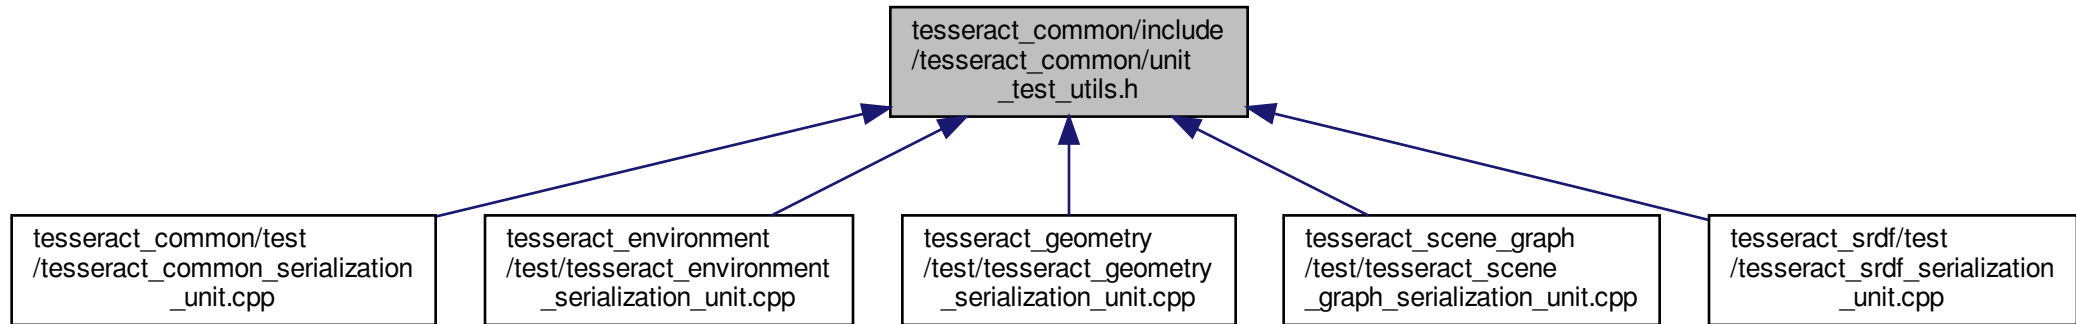 tesseract_common/include
/tesseract_common/unit
_test_utils.h
tesseract_common/test
/tesseract_common_serialization
_unit.cpp
tesseract_environment
/test/tesseract_environment
_serialization_unit.cpp
tesseract_geometry
/test/tesseract_geometry
_serialization_unit.cpp
tesseract_scene_graph
/test/tesseract_scene
_graph_serialization_unit.cpp
tesseract_srdf/test
/tesseract_srdf_serialization
_unit.cpp